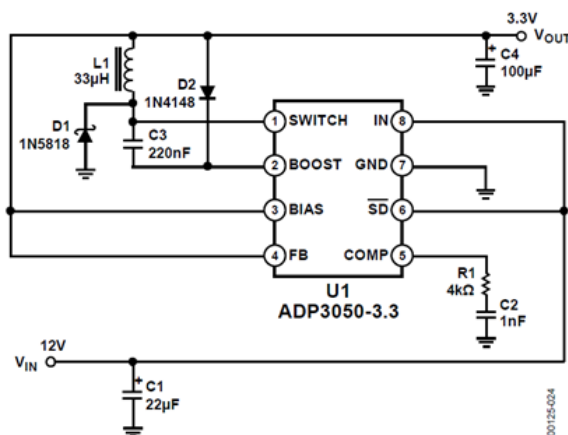 3.3V
VOUT
C4
100µF
L1
33µH
D2
1N4148
D1
1N5818
C3
220nF
1 SWITCH IN 8
2 BOOST GND 7
3 BIAS SD 6
4 FB COMP 5
U1
ADP3050-3.3
R1
4kΩ
C2
1nF
12V
VIN
C1
22µF
00125-024